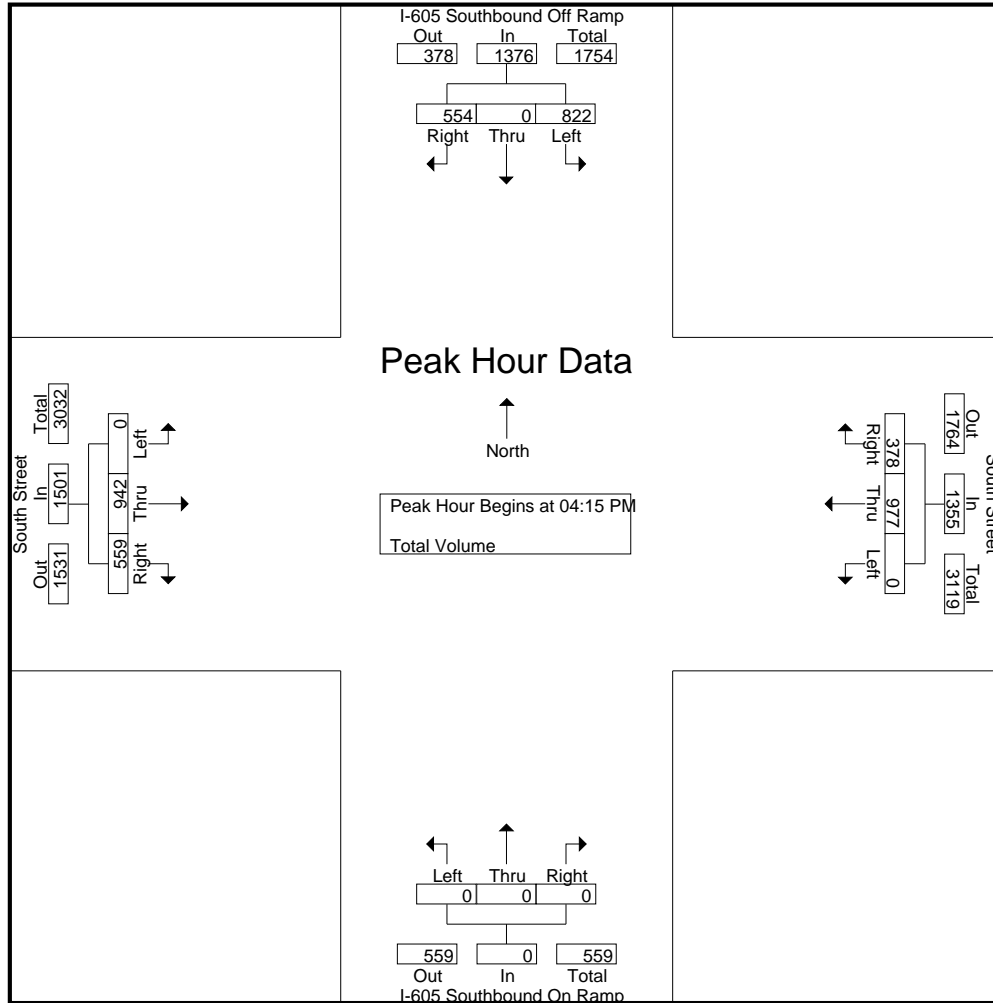 I-605 Southbound Off Ramp
Out In Total
378 1376 1754
554 0 822
Right Thru Left
Peak Hour Data
North
Peak Hour Begins at 04:15 PM
Total Volume
South Street
Total In Out
3032 1501 1531
0 942 559
Left Thru Right
South Street
Out In Total
1764 1355 3119
378 977 0
Right Thru Left
Left Thru Right
0 0 0
559 0 559
Out In Total
I-605 Southbound On Ramp